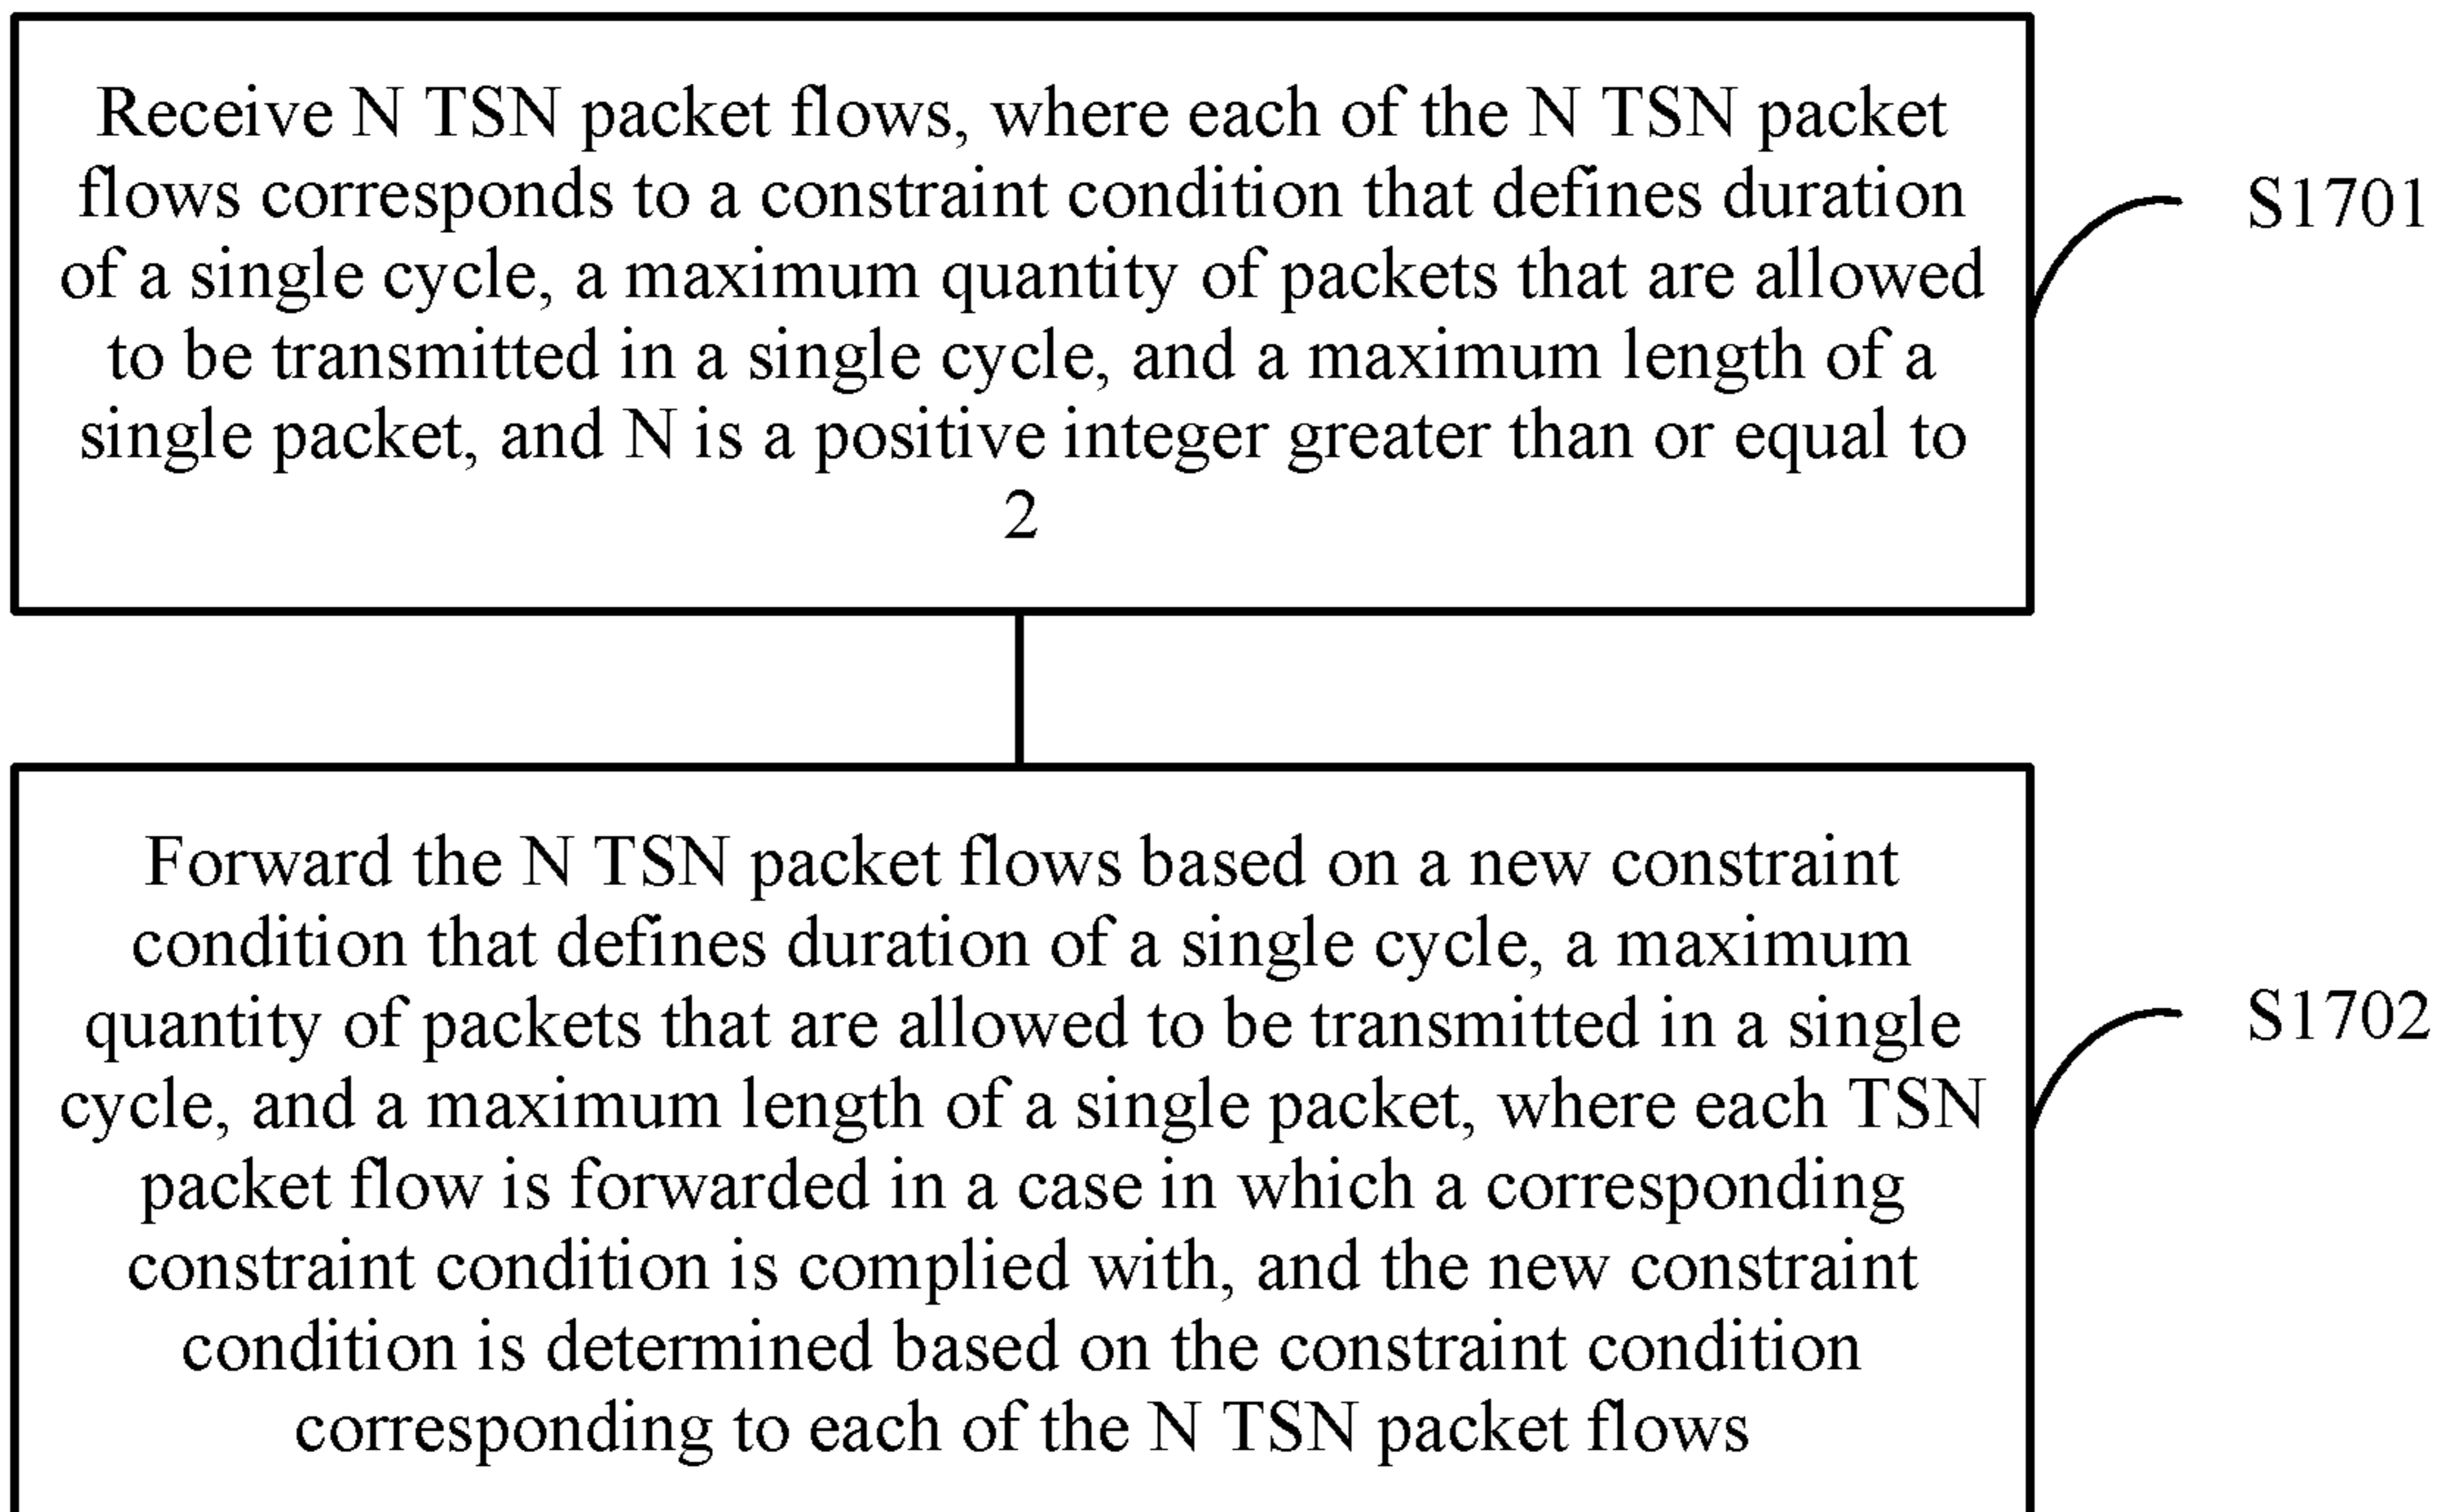 Receive N TSN packet flows, where each of the N TSN packet
flows corresponds to a constraint condition that defines duration
of a single cycle, a maximum quantity of packets that are allowed
to be transmitted in a single cycle, and a maximum length of a
single packet, and N is a positive integer greater than or equal to
2
S1701
Forward the N TSN packet flows based on a new constraint
condition that defines duration of a single cycle, a maximum
quantity of packets that are allowed to be transmitted in a single
cycle, and a maximum length of a single packet, where each TSN
packet flow is forwarded in a case in which a corresponding
constraint condition is complied with, and the new constraint
condition is determined based on the constraint condition
corresponding to each of the N TSN packet flows
S1702